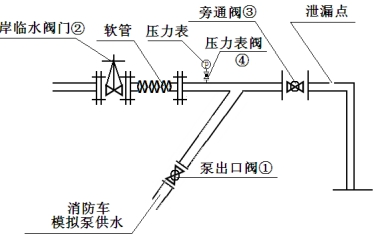 泄漏点
旁通阀③
岸临水阀门②
软管
压力表
压力表阀
④
泵出口阀①
消防车
模拟泵供水